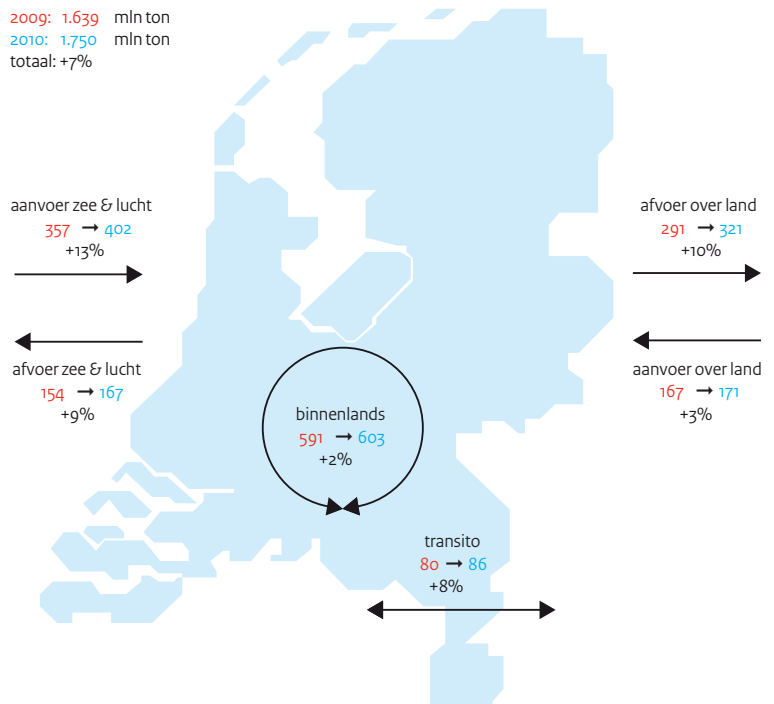 2009: 1.639 mln ton
2010: 1.750 mln ton
totaal: +7%
aanvoer zee & lucht
357 → 402
+13%
afvoer over land
291 → 321
+10%
afvoer zee & lucht
154 → 167
+9%
aanvoer over land
167 → 171
+3%
binnenlands
591 → 603
+2%
transito
80 → 86
+8%